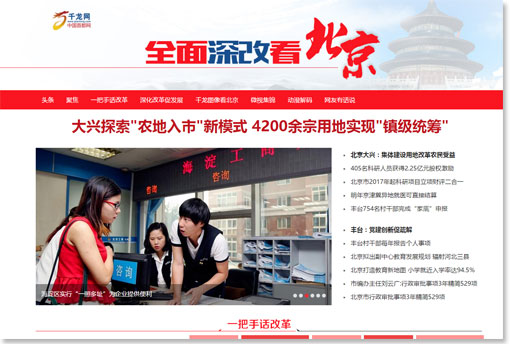 千龙网
中国首都网
全面深改看北京
头条 聚焦 一把手话改革 深化改革促发展 千龙图像看北京 微视集锦 动漫解码 网友有话说
大兴探索"农地入市"新模式 4200余宗用地实现"镇级统筹"
海淀工商
咨询
咨询
海淀区实行“一照多址”为企业提供便利
北京大兴：集体建设用地改革农民受益
405名科研人员获得2.25亿元股权激励
北京市2017年起科研项目立项财评二合一
明年京津冀异地就医可直接结算
丰台754名村干部完成“家底”申报
丰台：党建创新促疏解
丰台村干部每年报告个人事项
北京拟出副中心教育发展规划 辐射河北三县
北京打造教育新地图 小学就近入学率达94.5%
市编办主任刘云广:行政审批事项3年精简529项
北京市行政审批事项3年精简529项
一把手话改革